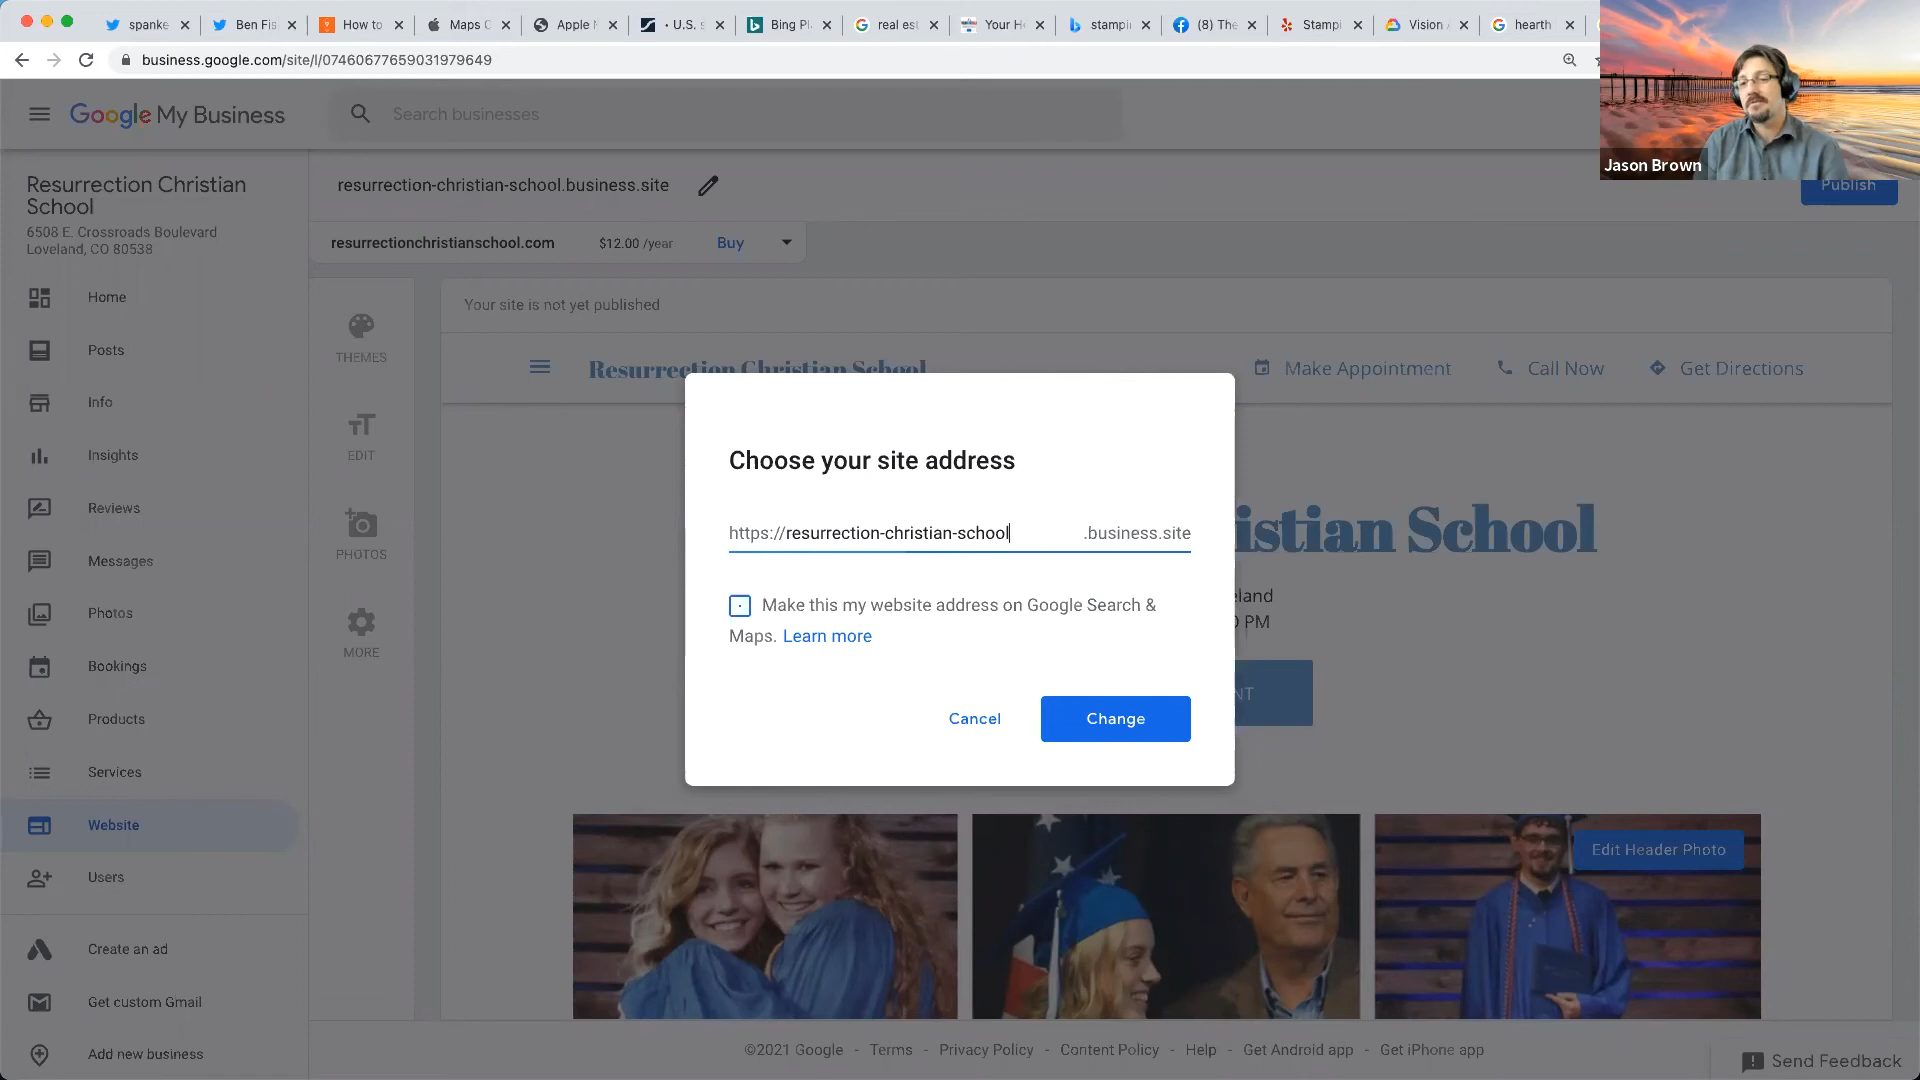 spanke
Ben Fis
How to
Maps C
Apple
U.S. s
Bing Pl
real est
Your H
stampi
(8) The
Stampi
Vision
hearth
business.google.com/site/l/07460677659031979649
Google My Business
Search businesses
Jason Brown
Resurrection Christian
School
6508 E. Crossroads Boulevard
Loveland, CO 80538
resurrection-christian-school.business.site
Publish
resurrectionchristianschool.com $12.00 /year Buy
Home
Posts
Info
Insights
Reviews
Messages
Photos
Bookings
Products
Services
Website
Users
Create an ad
Get custom Gmail
Add new business
THEMES
EDIT
PHOTOS
MORE
Your site is not yet published
Resurrection Christian School
Make Appointment
Call Now
Get Directions
Choose your site address
https://resurrection-christian-school .business.site
Make this my website address on Google Search &
Maps. Learn more
Cancel
Change
istian School
eland
PM
NT
Edit Header Photo
©2021 Google - Terms - Privacy Policy - Content Policy - Help - Get Android app - Get iPhone app
Send Feedback